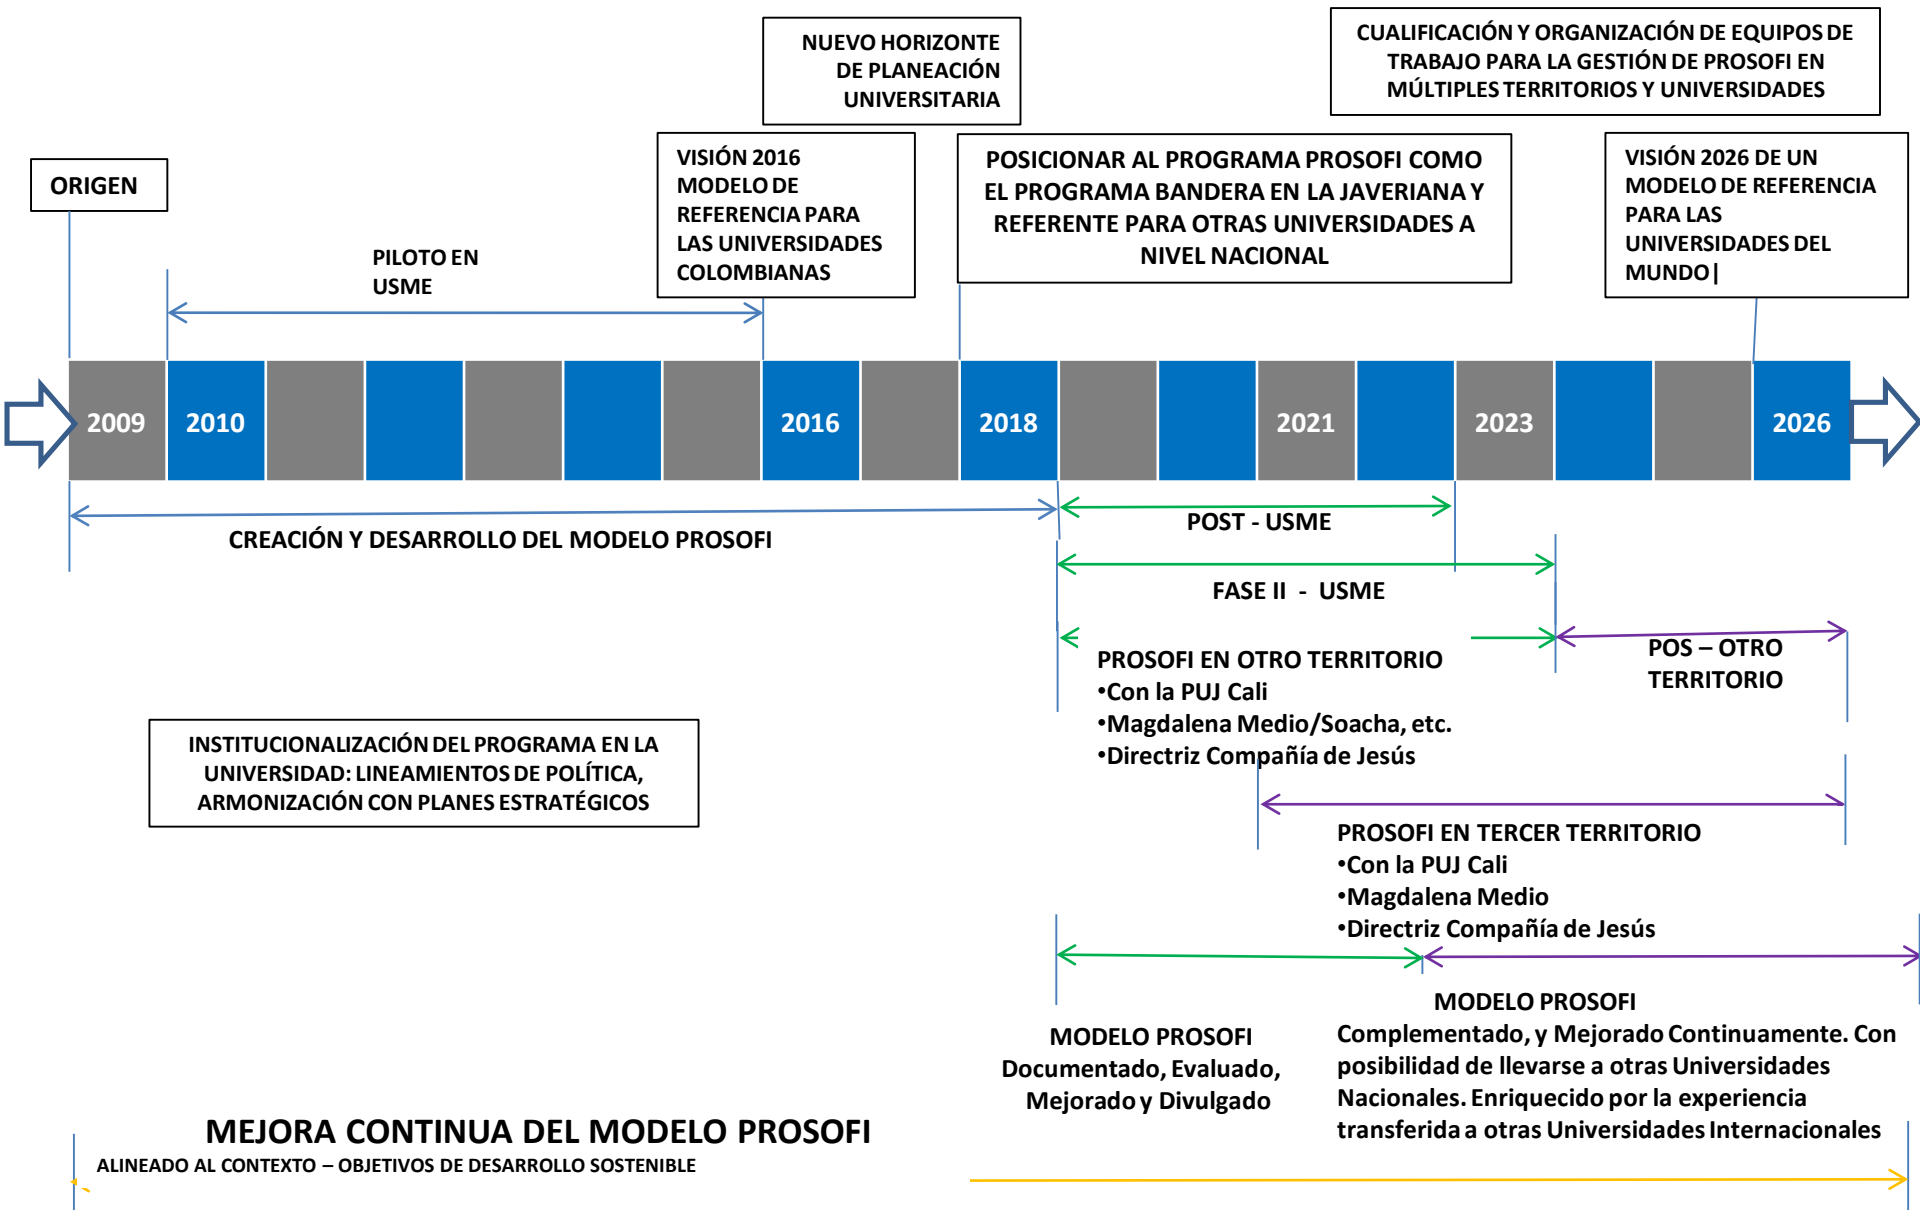 NUEVO HORIZONTE
DE PLANEACIÓN
UNIVERSITARIA
CUALIFICACIÓN Y ORGANIZACIÓN DE EQUIPOS DE
TRABAJO PARA LA GESTIÓN DE PROSOFI EN
MÚLTIPLES TERRITORIOS Y UNIVERSIDADES
ORIGEN
VISIÓN 2016
MODELO DE
REFERENCIA PARA
LAS UNIVERSIDADES
COLOMBIANAS
POSICIONAR AL PROGRAMA PROSOFI COMO
EL PROGRAMA BANDERA EN LA JAVERIANA Y
REFERENTE PARA OTRAS UNIVERSIDADES A
NIVEL NACIONAL
VISIÓN 2026 DE UN
MODELO DE REFERENCIA
PARA LAS
UNIVERSIDADES DEL
MUNDO|
PILOTO EN
USME
2009 2010 2016 2018 2021 2023 2026
CREACIÓN Y DESARROLLO DEL MODELO PROSOFI
POST - USME
FASE II - USME
PROSOFI EN OTRO TERRITORIO
•Con la PUJ Cali
•Magdalena Medio/Soacha, etc.
•Directriz Compañía de Jesús
POS – OTRO
TERRITORIO
INSTITUCIONALIZACIÓN DEL PROGRAMA EN LA
UNIVERSIDAD: LINEAMIENTOS DE POLÍTICA,
ARMONIZACIÓN CON PLANES ESTRATÉGICOS
PROSOFI EN TERCER TERRITORIO
•Con la PUJ Cali
•Magdalena Medio
•Directriz Compañía de Jesús
MODELO PROSOFI
Documentado, Evaluado,
Mejorado y Divulgado
MODELO PROSOFI
Complementado, y Mejorado Continuamente. Con
posibilidad de llevarse a otras Universidades
Nacionales. Enriquecido por la experiencia
transferida a otras Universidades Internacionales
MEJORA CONTINUA DEL MODELO PROSOFI
ALINEADO AL CONTEXTO – OBJETIVOS DE DESARROLLO SOSTENIBLE